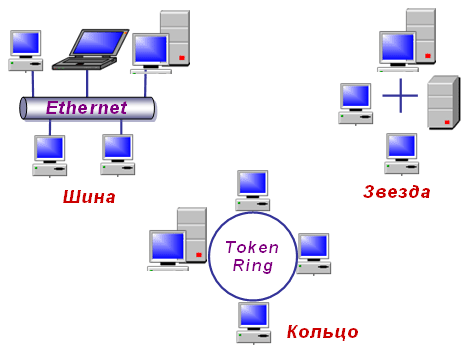 Ethernet
Шина
Звезда
Token
Ring
Кольцо